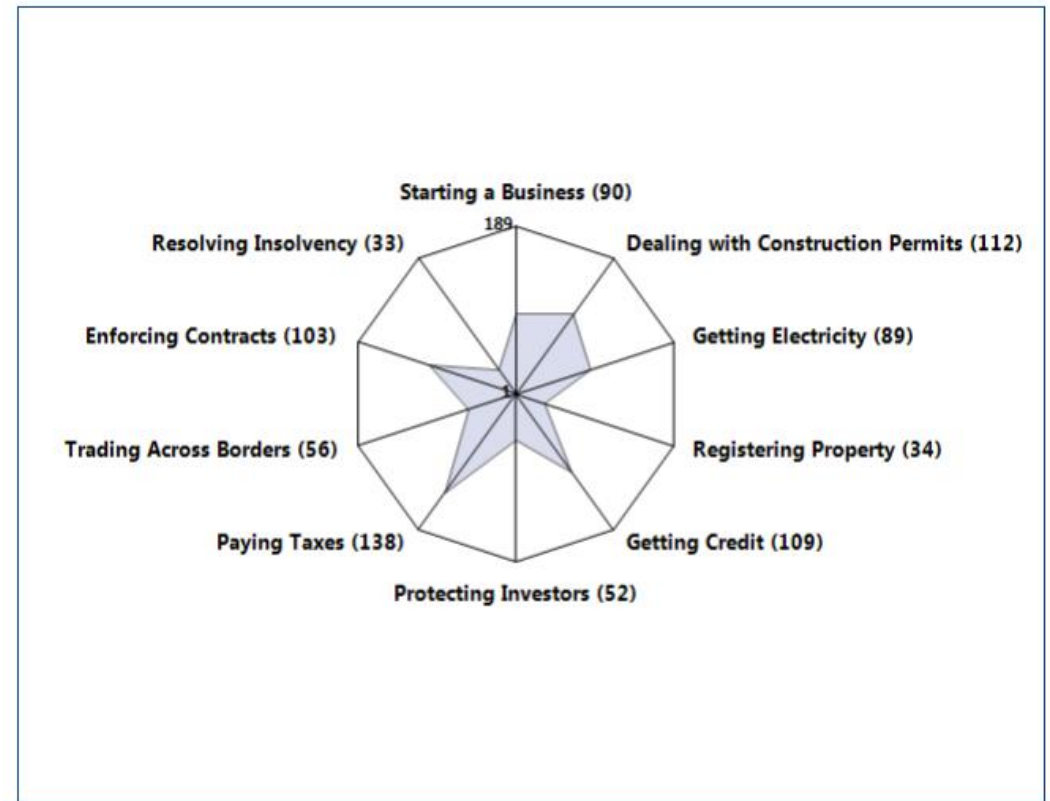 Starting a Business (90)
189
Resolving Insolvency (33)
Dealing with Construction Permits (112)
Enforcing Contracts (103)
Getting Electricity (89)
1
Trading Across Borders (56)
Registering Property (34)
Paying Taxes (138)
Getting Credit (109)
Protecting Investors (52)